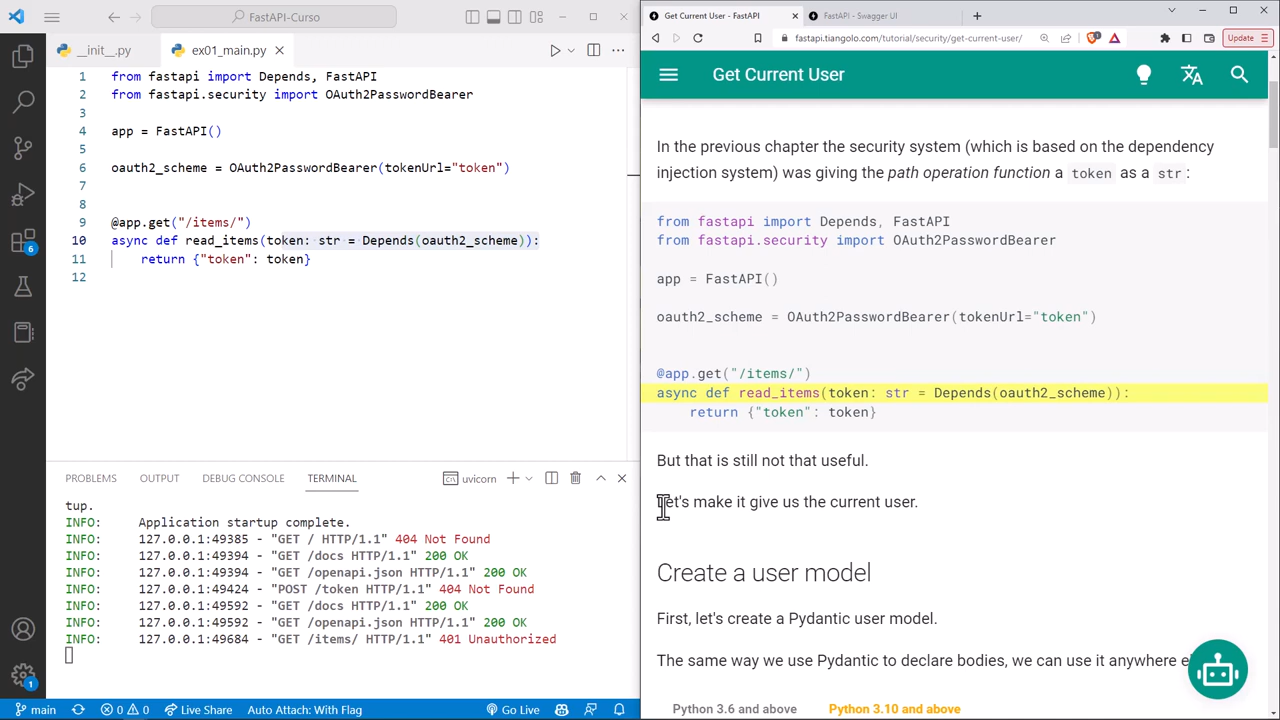 FastAPI-Curso
__init__.py
ex01_main.py
1 from fastapi import Depends, FastAPI
2 from fastapi.security import OAuth2PasswordBearer
3
4 app = FastAPI()
5
6 oauth2_scheme = OAuth2PasswordBearer(tokenUrl="token")
7
8
9 @app.get("/items/")
10 async def read_items(token: str = Depends(oauth2_scheme)):
11 return {"token": token}
12
6
PROBLEMS OUTPUT DEBUG CONSOLE TERMINAL uvicorn
tup.
INFO: Application startup complete.
INFO: 127.0.0.1:49385 - "GET / HTTP/1.1" 404 Not Found
INFO: 127.0.0.1:49394 - "GET /docs HTTP/1.1" 200 OK
INFO: 127.0.0.1:49394 - "GET /openapi.json HTTP/1.1" 200 OK
INFO: 127.0.0.1:49424 - "POST /token HTTP/1.1" 404 Not Found
INFO: 127.0.0.1:49592 - "GET /docs HTTP/1.1" 200 OK
INFO: 127.0.0.1:49592 - "GET /openapi.json HTTP/1.1" 200 OK
INFO: 127.0.0.1:49684 - "GET /items/ HTTP/1.1" 401 Unauthorized
1
main 0 0 Live Share Auto Attach: With Flag Go Live
Get Current User - FastAPI
FastAPI - Swagger UI
fastapi.tiangolo.com/tutorial/security/get-current-user/
Update
Get Current User
In the previous chapter the security system (which is based on the dependency
injection system) was giving the path operation function a token as a str:
from fastapi import Depends, FastAPI
from fastapi.security import OAuth2PasswordBearer
app = FastAPI()
oauth2_scheme = OAuth2PasswordBearer(tokenUrl="token")
@app.get("/items/")
async def read_items(token: str = Depends(oauth2_scheme)):
return {"token": token}
But that is still not that useful.
Let's make it give us the current user.
Create a user model
First, let's create a Pydantic user model.
The same way we use Pydantic to declare bodies, we can use it anywhere
Python 3.6 and above Python 3.10 and above